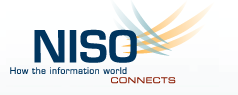 NISO
How the information world
CONNECTS